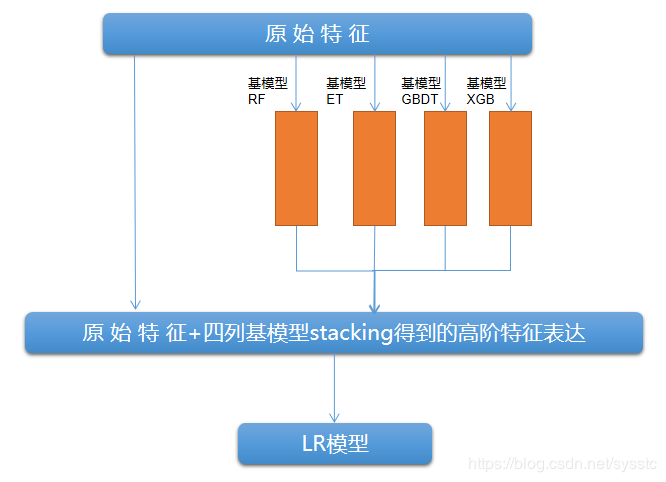 原 始 特 征
基模型
RF
基模型
ET
基模型
GBDT
基模型
XGB
原 始 特 征+四列基模型stacking得到的高阶特征表达
LR模型
https://blog.csdn.net/sysstc